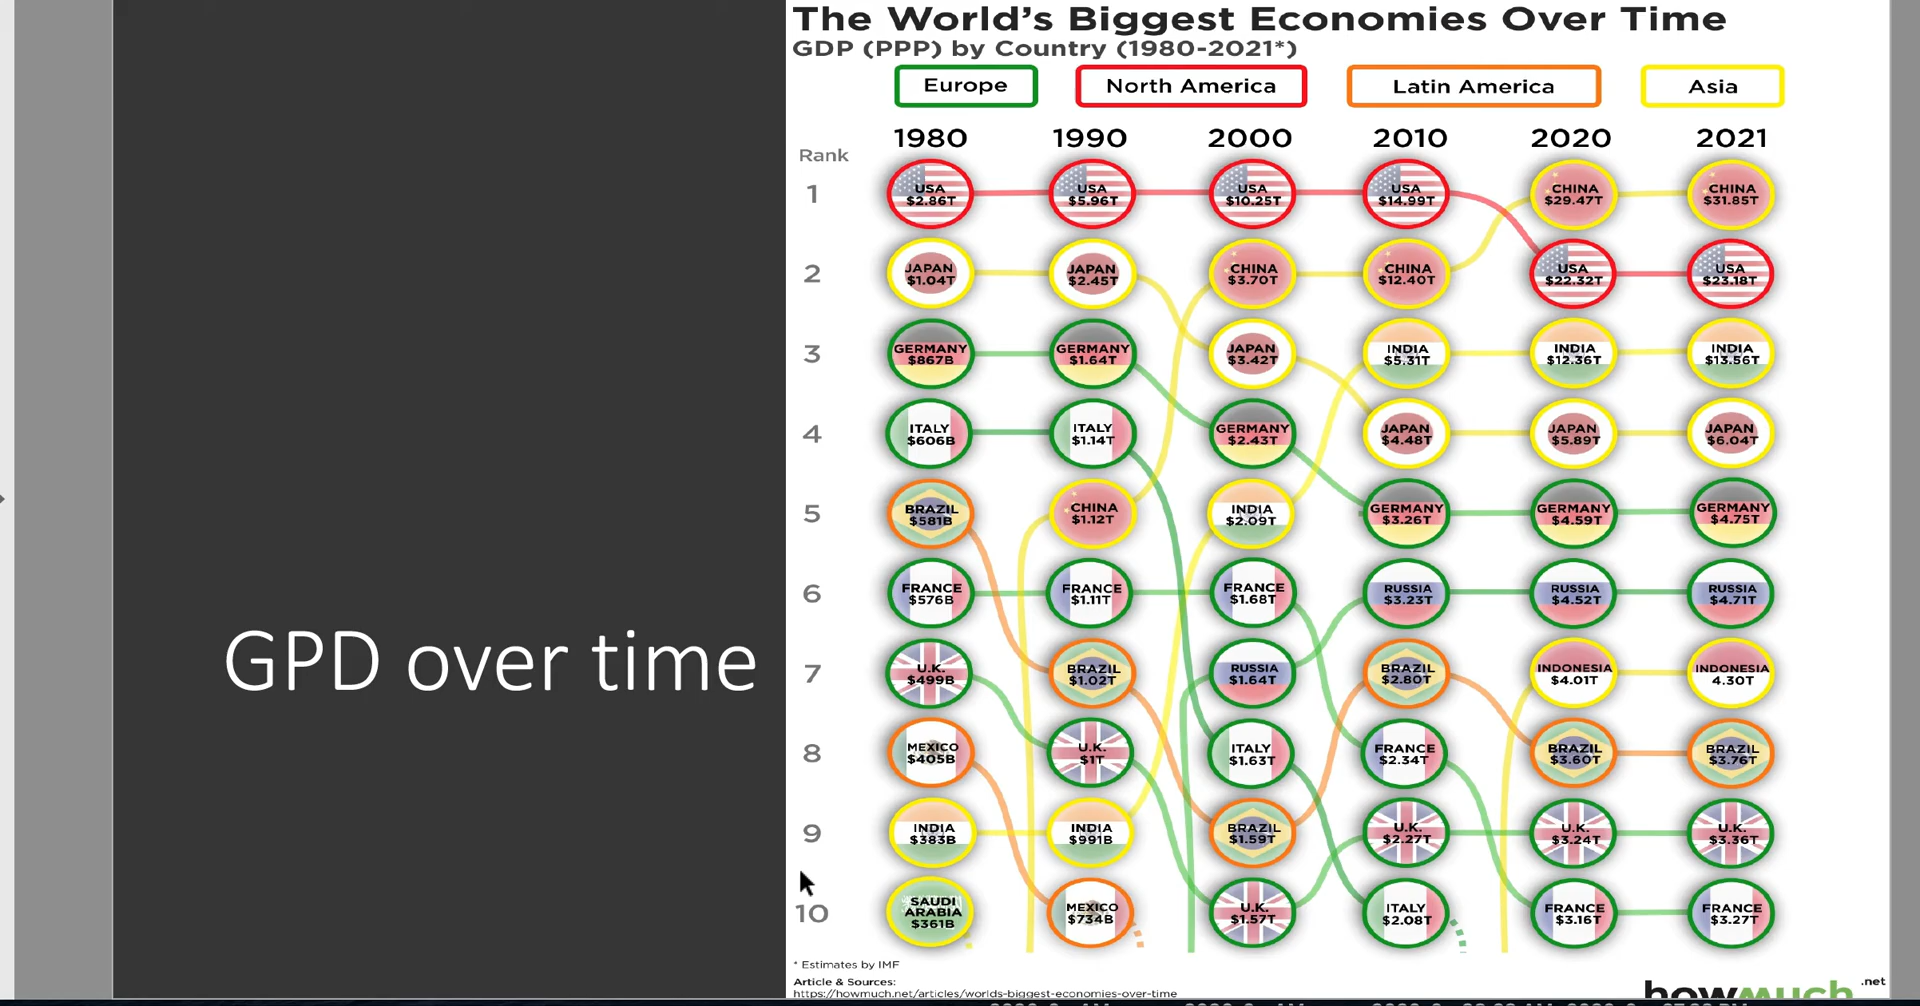 GPD over time
The World's Biggest Economies Over Time
GDP (PPP) by Country (1980-2021*)
Europe North America Latin America Asia
1980 1990 2000 2010 2020 2021
Rank
1
USA $2.86T
USA $5.96T
USA $10.25T
USA $14.99T
CHINA $29.47T
CHINA $31.85T
2
JAPAN $1.04T
JAPAN $2.45T
CHINA $3.70T
CHINA $12.40T
USA $22.32T
USA $23.18T
3
GERMANY $867B
GERMANY $1.64T
JAPAN $3.42T
INDIA $5.31T
INDIA $12.36T
INDIA $13.56T
4
ITALY $606B
ITALY $1.14T
GERMANY $2.43T
JAPAN $4.48T
JAPAN $5.89T
JAPAN $6.04T
5
BRAZIL $581B
CHINA $1.12T
INDIA $2.09T
GERMANY $3.26T
GERMANY $4.59T
GERMANY $4.75T
6
FRANCE $576B
FRANCE $1.11T
FRANCE $1.68T
RUSSIA $3.23T
RUSSIA $4.52T
RUSSIA $4.71T
7
U.K. $499B
BRAZIL $1.02T
RUSSIA $1.64T
BRAZIL $2.80T
INDONESIA $4.01T
INDONESIA 4.30T
8
MEXICO $405B
U.K. $1T
ITALY $1.63T
FRANCE $2.34T
BRAZIL $3.60T
BRAZIL $3.76T
9
INDIA $383B
INDIA $991B
BRAZIL $1.59T
U.K. $2.27T
U.K. $3.24T
U.K. $3.36T
10
SAUDI ARABIA $361B
MEXICO $734B
U.K. $1.57T
ITALY $2.08T
FRANCE $3.16T
FRANCE $3.27T
* Estimates by IMF
Article & Sources:
https://howmuch.net/articles/worlds-biggest-economies-over-time
howmuch.net